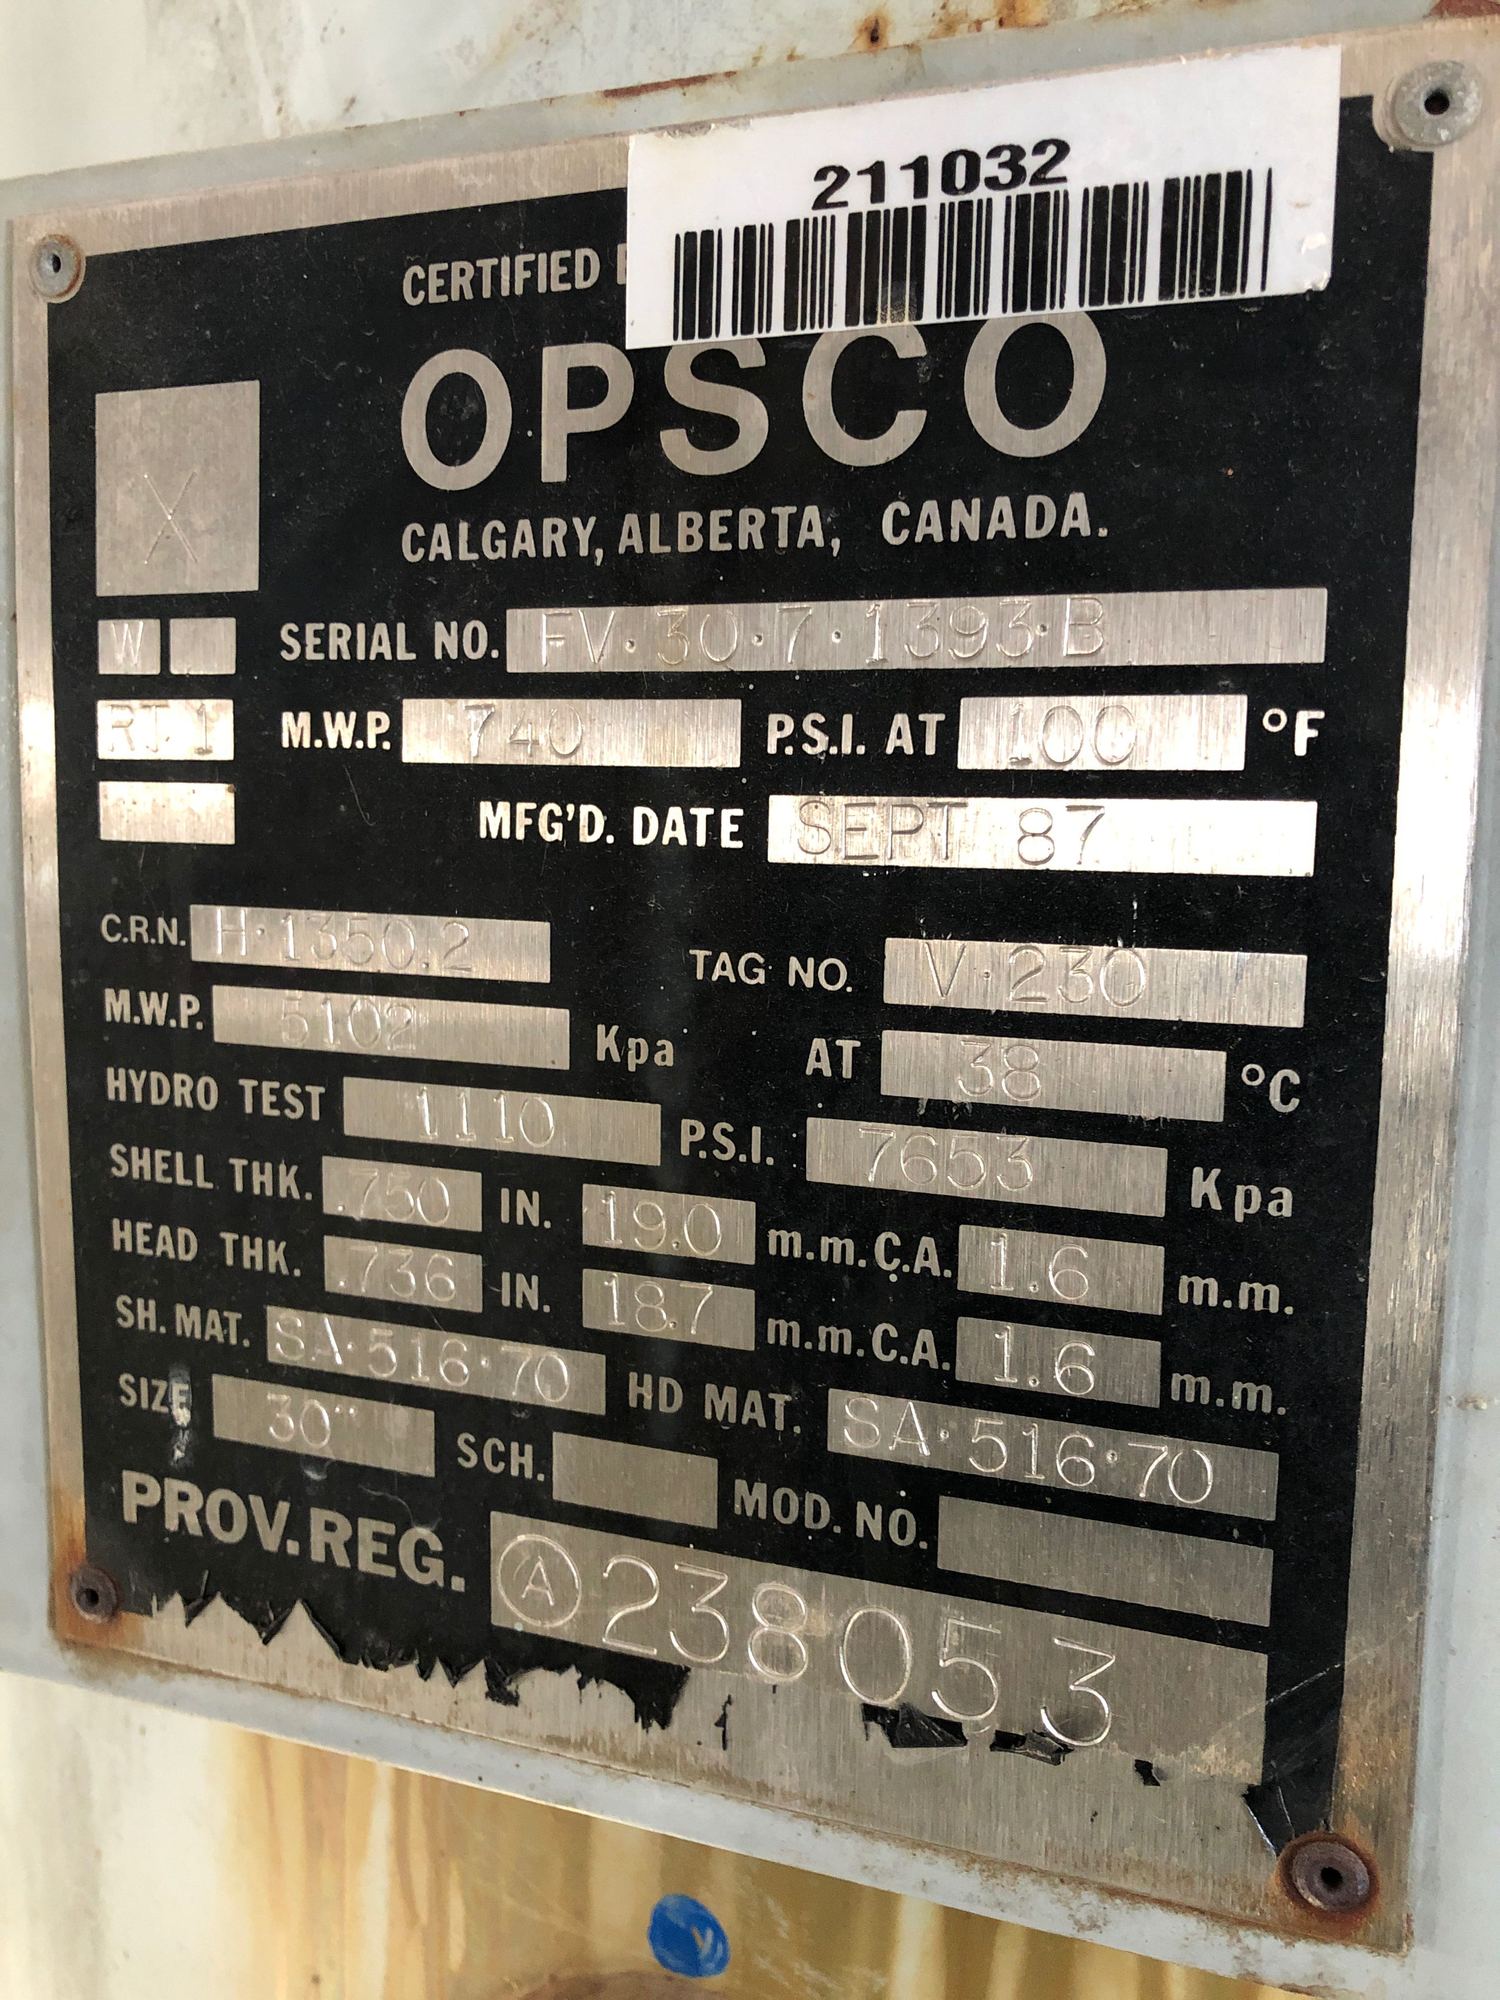 211032
CERTIFIED
OPSCO
CALGARY, ALBERTA, CANADA.
X
W
RT 1
SERIAL NO. FV·30·7·1393·B
M.W.P. 740 P.S.I. AT 100 °F
MFG'D. DATE SEPT 87
C.R.N. H·1350.2 TAG NO. V·230
M.W.P. 5102 Kpa AT 38 °C
HYDRO TEST 1110 P.S.I. 7653 Kpa
SHELL THK. .750 IN. 19.0 m.m. C.A. 1.6 m.m.
HEAD THK. .736 IN. 18.7 m.m. C.A. 1.6 m.m.
SH. MAT. SA·516·70 HD MAT. SA·516·70
SIZE 30" SCH. MOD. NO.
PROV. REG. A 238053